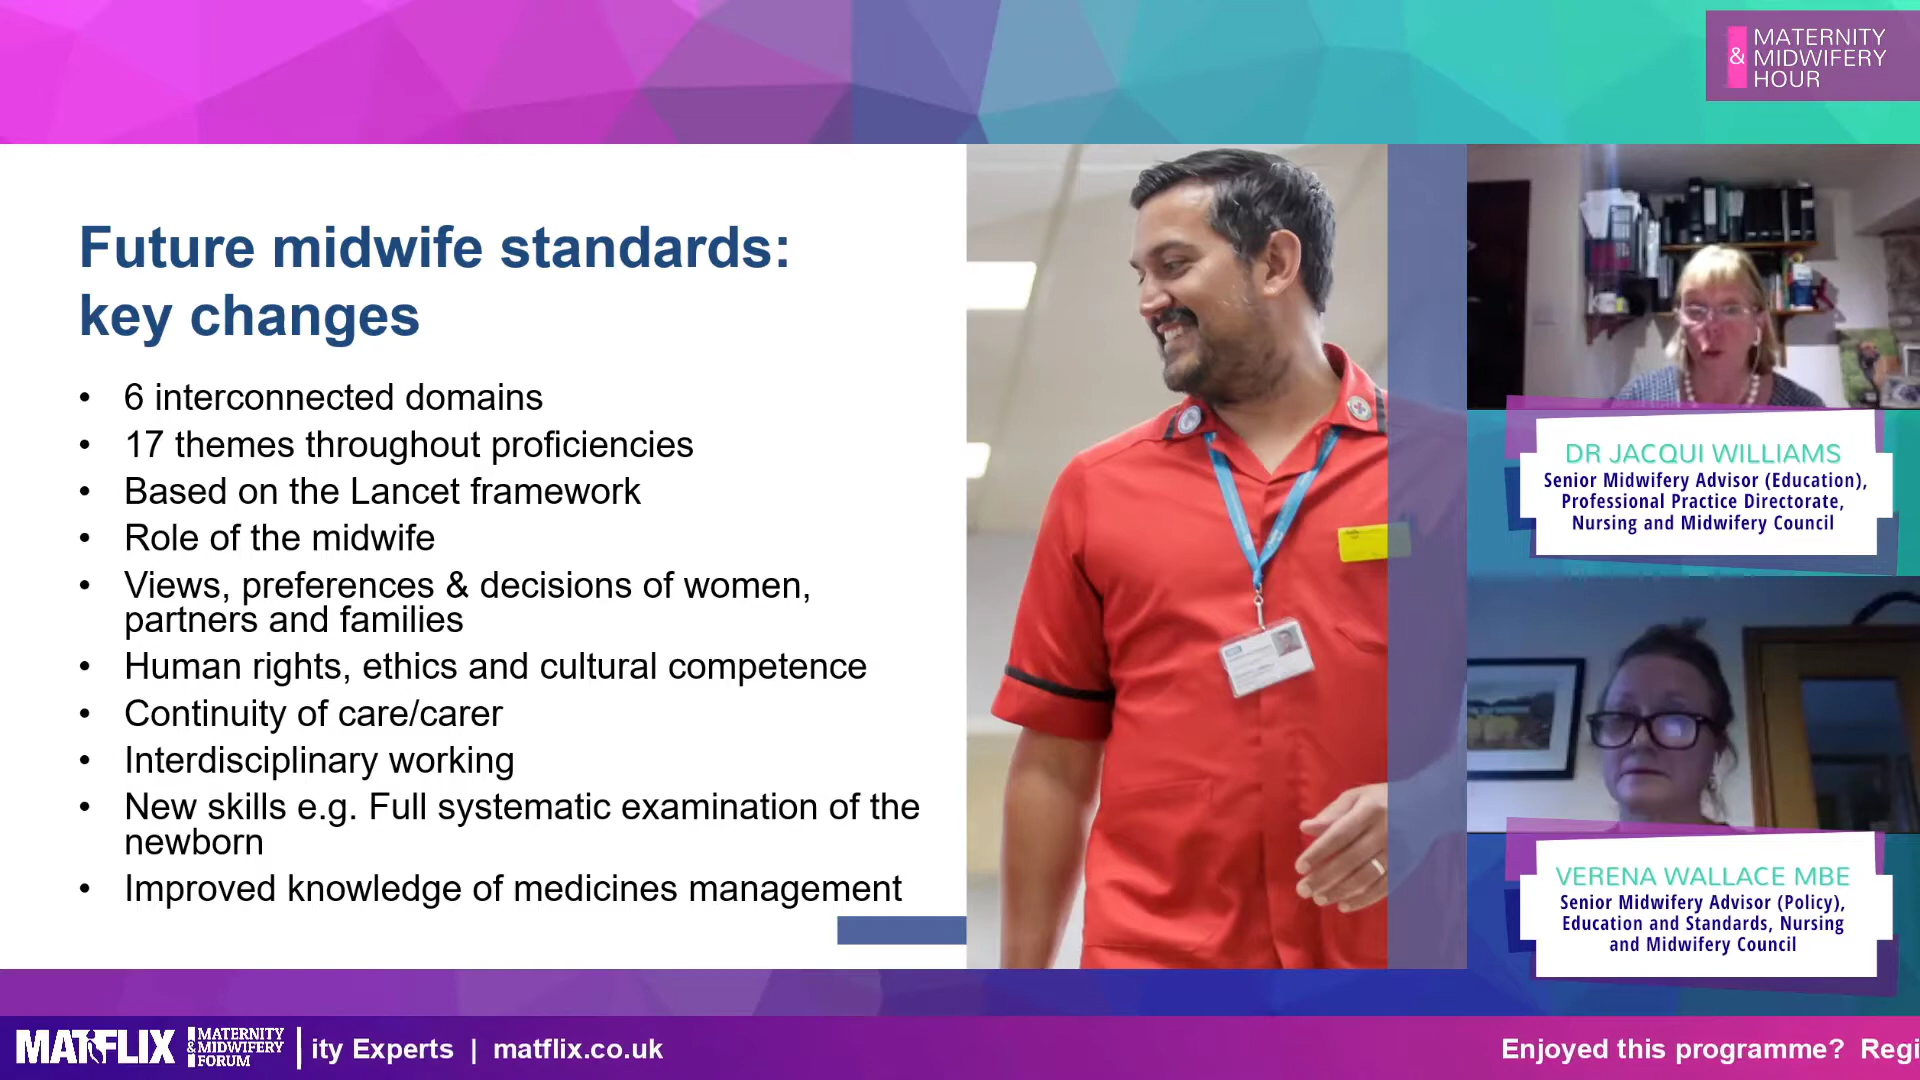 & MATERNITY
MIDWIFERY
HOUR
Future midwife standards:
key changes
• 6 interconnected domains
• 17 themes throughout proficiencies
• Based on the Lancet framework
• Role of the midwife
• Views, preferences & decisions of women,
partners and families
• Human rights, ethics and cultural competence
• Continuity of care/carer
• Interdisciplinary working
• New skills e.g. Full systematic examination of the
newborn
• Improved knowledge of medicines management
DR JACQUI WILLIAMS
Senior Midwifery Advisor (Education),
Professional Practice Directorate,
Nursing and Midwifery Council
VERENA WALLACE MBE
Senior Midwifery Advisor (Policy),
Education and Standards, Nursing
and Midwifery Council
MATFLIX
MATERNITY
& MIDWIFERY
FORUM
ity Experts | matflix.co.uk
Enjoyed this programme? Regi